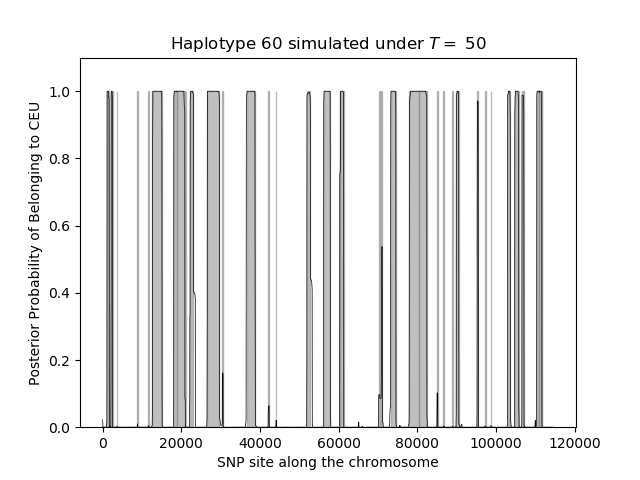 Haplotype 60 simulated under T = 50
Posterior Probability of Belonging to CEU
1.0
0.8
0.6
0.4
0.2
0.0
0 20000 40000 60000 80000 100000 120000
SNP site along the chromosome